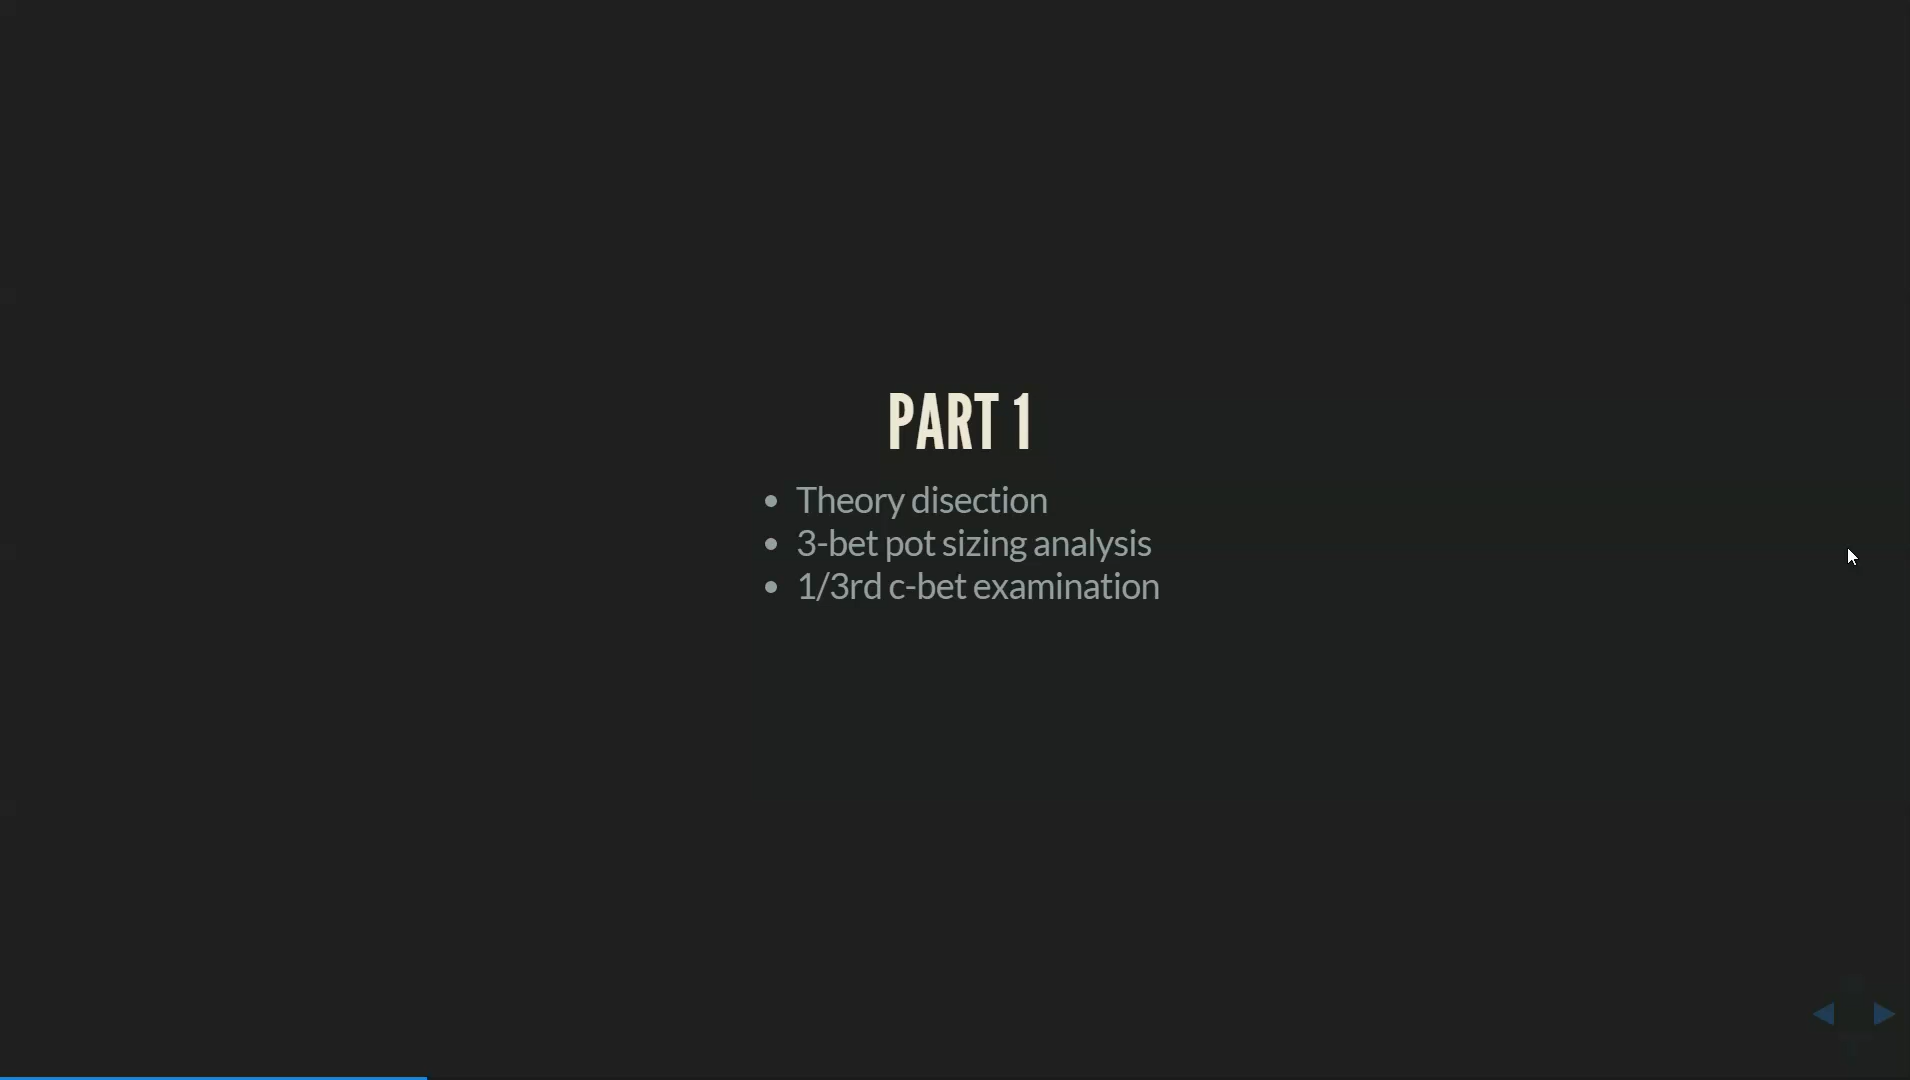 PART 1
Theory disection
3-bet pot sizing analysis
1/3rd c-bet examination